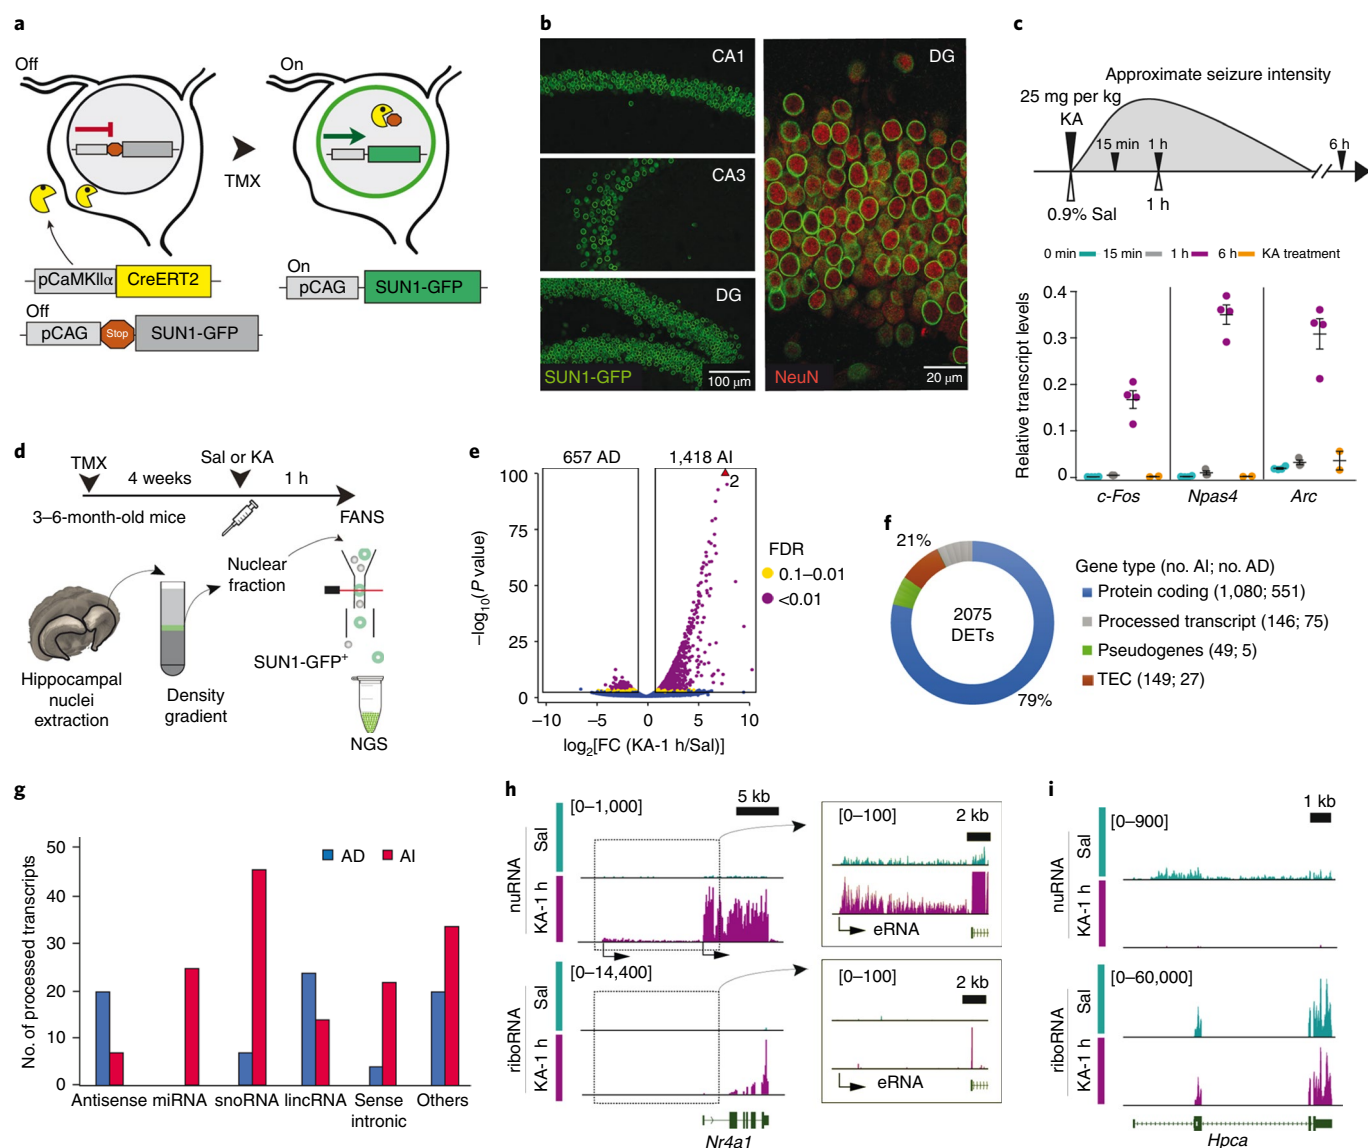 a
Off
On
TMX
pCaMKIIα
CreERT2
Off
pCAG
Stop
SUN1-GFP
On
pCAG
SUN1-GFP
b
CA1
CA3
DG
SUN1-GFP
100 μm
DG
NeuN
20 μm
c
Approximate seizure intensity
25 mg per kg
KA
15 min
1 h
6 h
0.9% Sal
1 h
0 min
15 min
1 h
6 h
KA treatment
Relative transcript levels
0.4
0.3
0.2
0.1
0
c-Fos
Npas4
Arc
d
TMX
4 weeks
Sal or KA
1 h
3–6-month-old mice
FANS
Nuclear
fraction
SUN1-GFP+
Hippocampal
nuclei
extraction
Density
gradient
NGS
e
657 AD
1,418 AI
100
75
50
25
0
2
–log10(P value)
–10
–5
0
5
10
log2[FC (KA-1 h/Sal)]
FDR
0.1–0.01
<0.01
f
21%
2075
DETs
79%
Gene type (no. AI; no. AD)
Protein coding (1,080; 551)
Processed transcript (146; 75)
Pseudogenes (49; 5)
TEC (149; 27)
g
No. of processed transcripts
50
40
30
20
10
0
AD
AI
Antisense
miRNA
snoRNA
lincRNA
Sense
intronic
Others
h
[0–1,000]
5 kb
nuRNA
Sal
KA-1 h
[0–100]
2 kb
eRNA
[0–14,400]
riboRNA
Sal
KA-1 h
[0–100]
2 kb
eRNA
Nr4a1
i
[0–900]
1 kb
nuRNA
Sal
KA-1 h
[0–60,000]
riboRNA
Sal
KA-1 h
Hpca